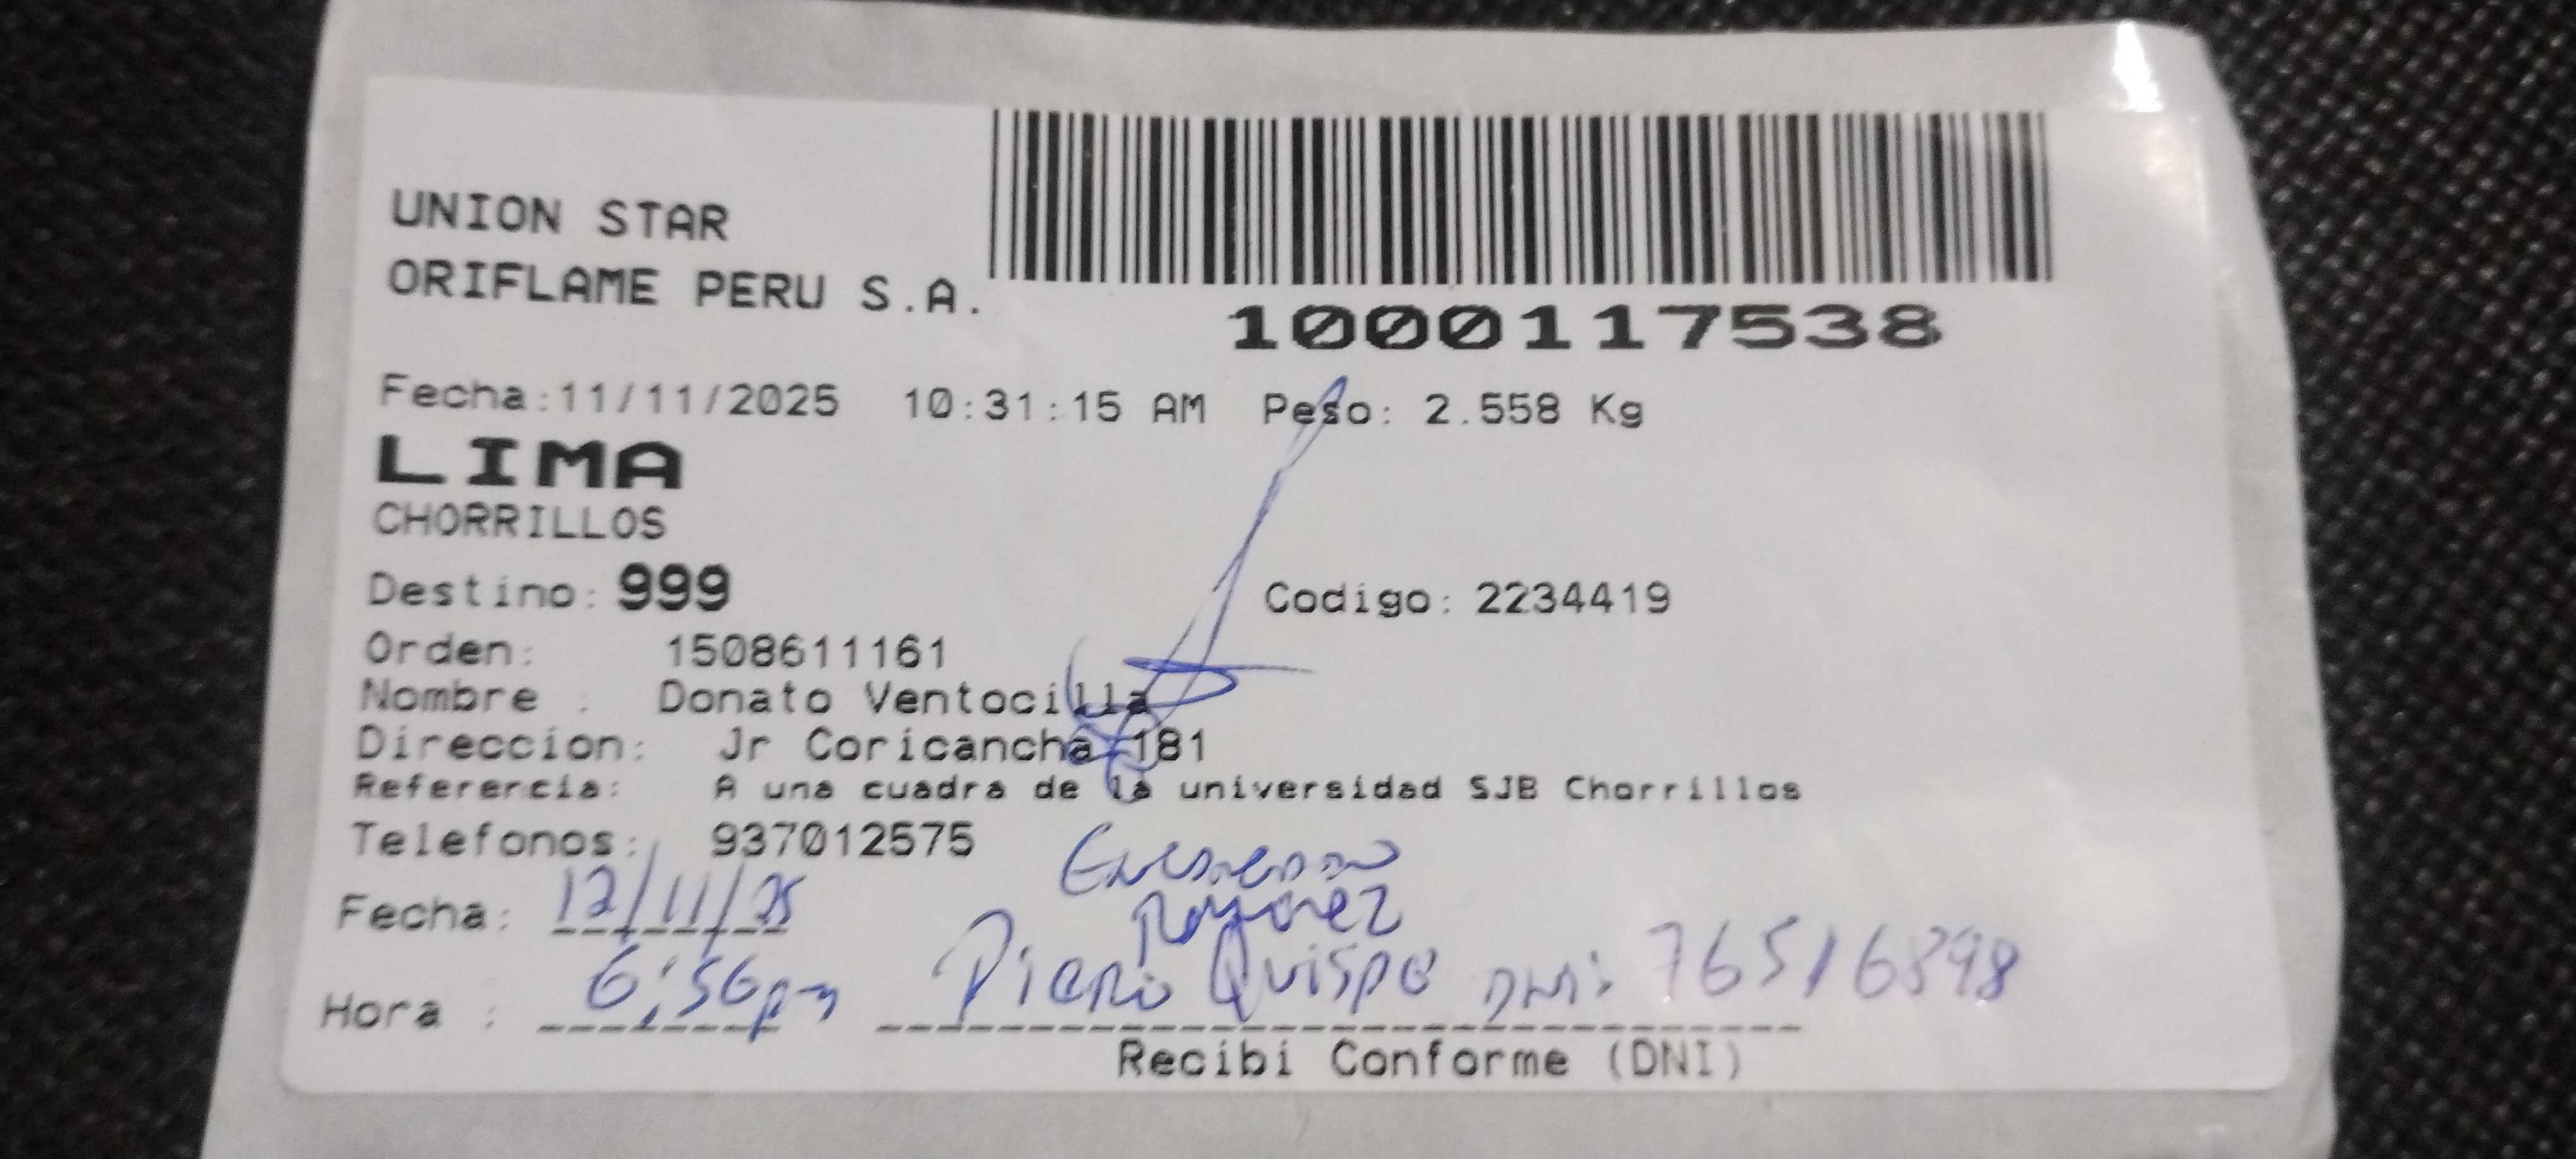 UNION STAR
ORIFLAME PERU S.A.
1000117538
Fecha:11/11/2025 10:31:15 AM Peso: 2.558 Kg
LIMA
CHORRILLOS
Destino: 999 Codigo: 2234419
Orden: 1508611161
Nombre : Donato Ventocilla
Direccion: Jr Coricancha 181
Referercia: A una cuadra de la universidad SJB Chorrillos
Telefonos: 937012575
Fecha: 12/11/25
Hora : 6:56pm Piero Quispe DNI: 76516898
Recibi Conforme (DNI)